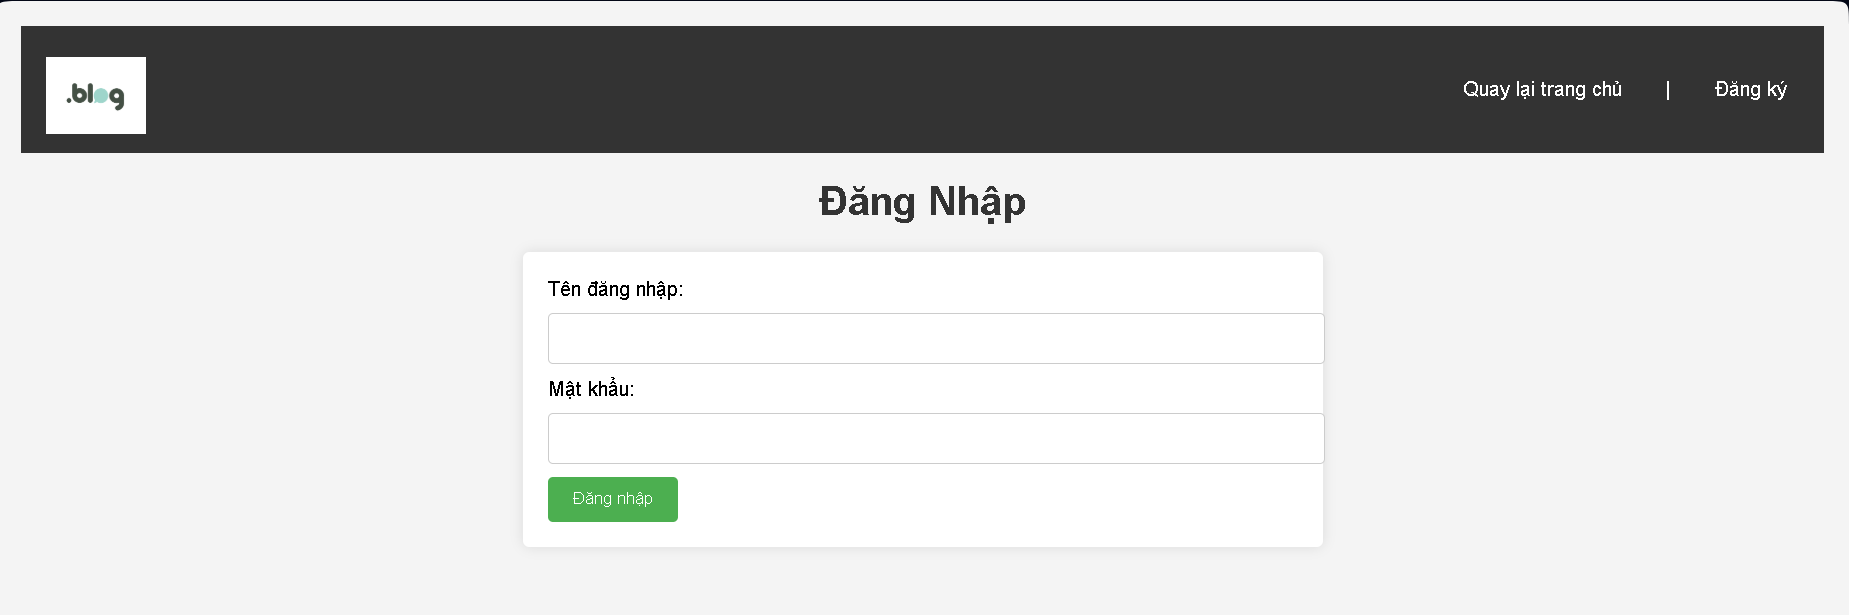 .blog
Quay lại trang chủ | Đăng ký
Đăng Nhập
Tên đăng nhập:
Mật khẩu:
Đăng nhập